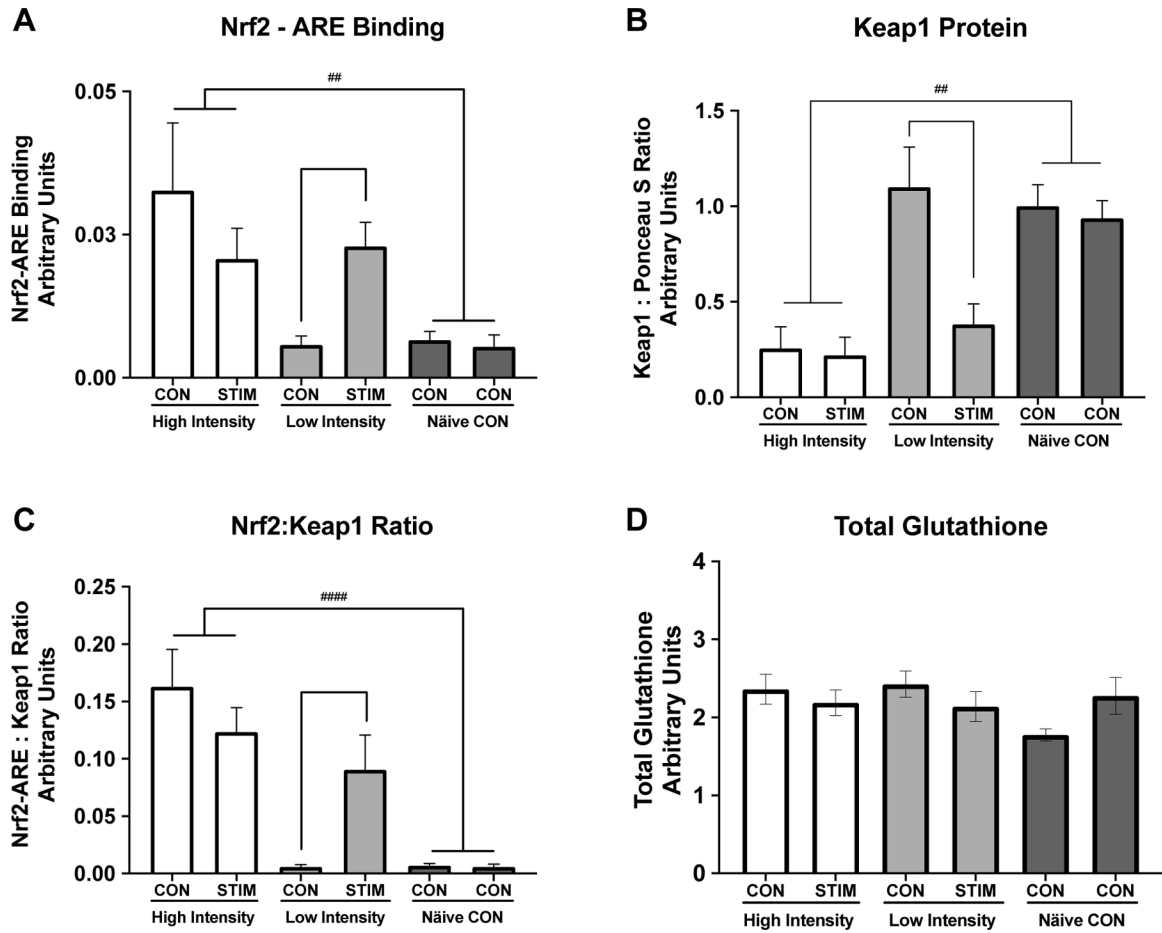 A
Nrf2 - ARE Binding
##
Nrf2-ARE Binding
Arbitrary Units
0.05
0.03
0.00
CON STIM CON STIM CON CON
High Intensity Low Intensity Näive CON
B
Keap1 Protein
##
Keap1 : Ponceau S Ratio
Arbitrary Units
1.5
1.0
0.5
0.0
CON STIM CON STIM CON CON
High Intensity Low Intensity Näive CON
C
Nrf2:Keap1 Ratio
####
Nrf2-ARE : Keap1 Ratio
Arbitrary Units
0.25
0.20
0.15
0.10
0.05
0.00
CON STIM CON STIM CON CON
High Intensity Low Intensity Näive CON
D
Total Glutathione
Total Glutathione
Arbitrary Units
4
3
2
1
0
CON STIM CON STIM CON CON
High Intensity Low Intensity Näive CON